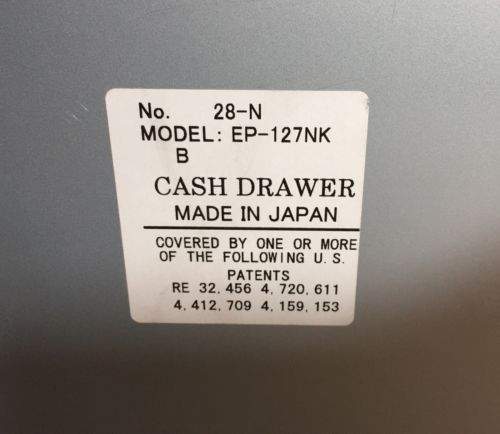 No. 28-N
MODEL: EP-127NK
B
CASH DRAWER
MADE IN JAPAN
COVERED BY ONE OR MORE
OF THE FOLLOWING U.S.
PATENTS
RE 32,456 4,720,611
4,412,709 4,159,153